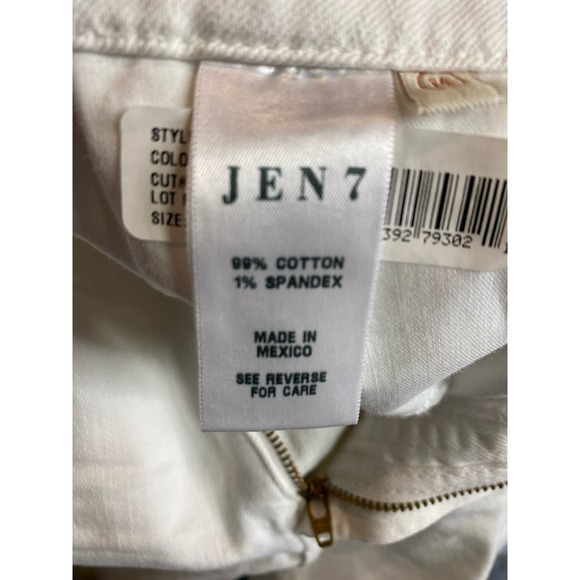 JEN7
99% COTTON
1% SPANDEX
MADE IN
MEXICO
SEE REVERSE
FOR CARE
STYL
COLO
CUT#
LOT
SIZE:
392 79302 1